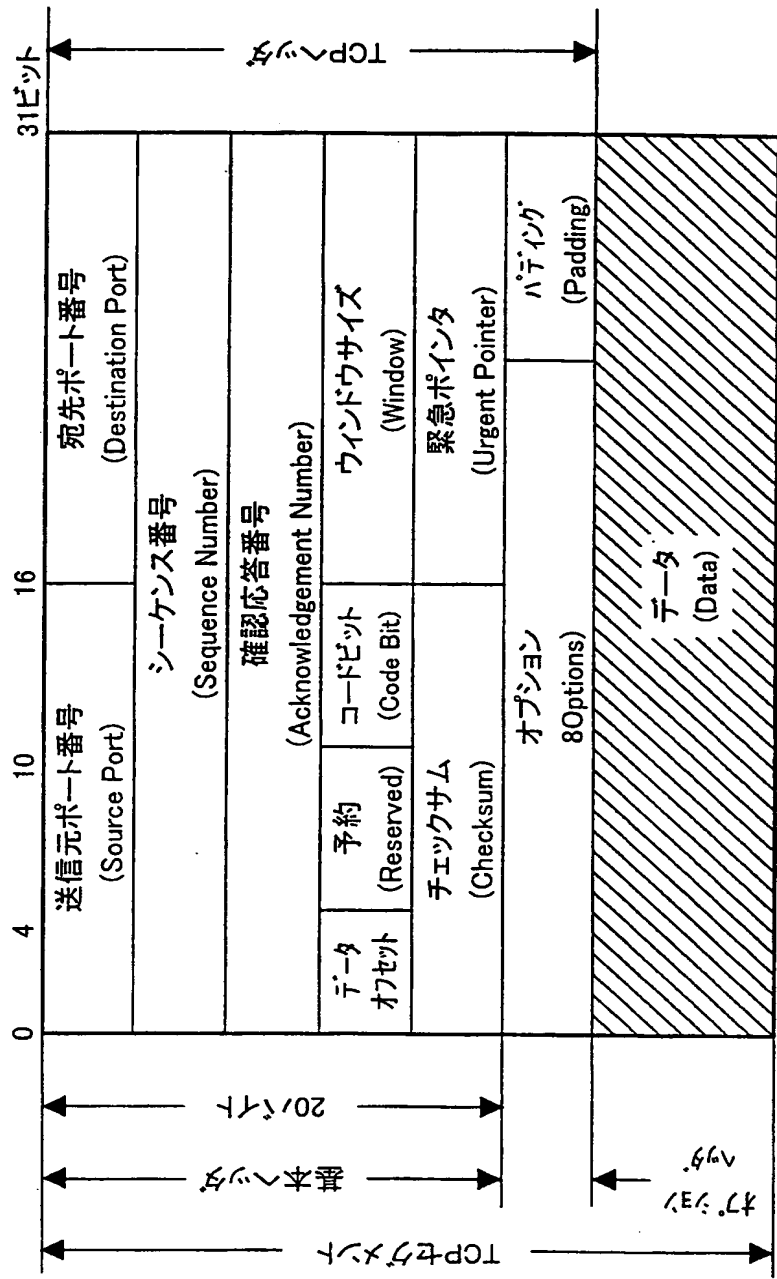 0 4 10 16 31ビット
送信元ポート番号
(Source Port)
宛先ポート番号
(Destination Port)
シーケンス番号
(Sequence Number)
確認応答番号
(Acknowledgement Number)
データ
オフセット
予約
(Reserved)
コードビット
(Code Bit)
ウィンドウサイズ
(Window)
チェックサム
(Checksum)
緊急ポインタ
(Urgent Pointer)
オプション
8Options)
パディング
(Padding)
データ
(Data)
TCPヘッダ
20バイト
基本ヘッダ
オプション
ヘッダ
TCPセグメント